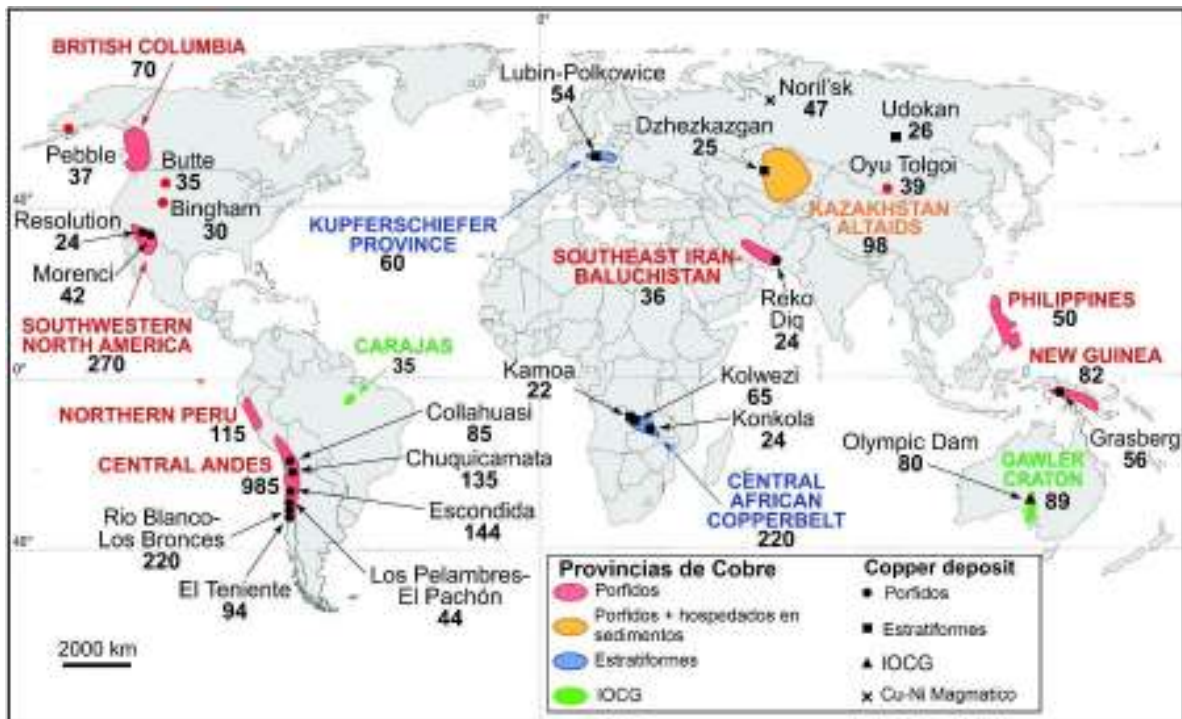 0°
BRITISH COLUMBIA
70
Lubin-Polkowice
54
Noril'sk
47
Udokan
26
Dzhezkazgan
25
Pebble
37
Butte
35
Oyu Tolgoi
39
40°
Bingham
30
Resolution
24
KUPFERSCHIEFER
PROVINCE
60
KAZAKHSTAN
ALTAIDS
98
SOUTHEAST IRAN-
BALUCHISTAN
36
Morenci
42
Reko
Diq
24
PHILIPPINES
50
SOUTHWESTERN
NORTH AMERICA
270
CARAJAS
35
NEW GUINEA
82
0°
Kamoa
22
Kolwezi
65
NORTHERN PERU
115
Collahuasi
85
Konkola
24
Grasberg
56
Olympic Dam
80
CENTRAL ANDES
985
Chuquicamata
135
GAWLER
CRATON
89
CENTRAL
AFRICAN
COPPERBELT
220
Escondida
144
Rio Blanco-
Los Bronces
220
40°
El Teniente
94
Los Pelambres-
El Pachón
44
2000 km
Provincias de Cobre
Porfidos
Porfidos + hospedados en
sedimentos
Estratiformes
IOCG
Copper deposit
Porfidos
Estratiformes
IOCG
Cu-Ni Magmatico